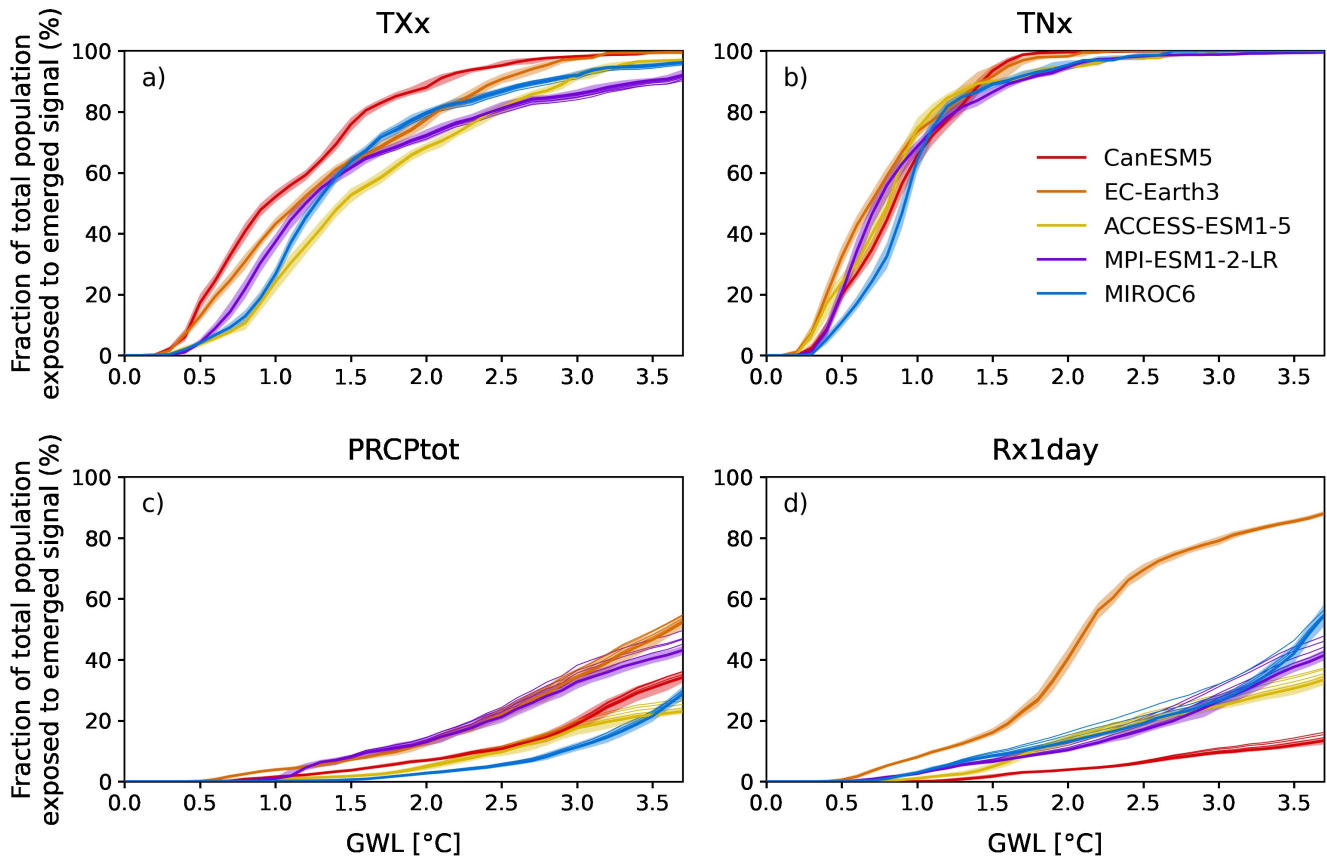 TXx
TNx
Fraction of total population
exposed to emerged signal (%)
a)
100
80
60
40
20
0
0.0 0.5 1.0 1.5 2.0 2.5 3.0 3.5
b)
100
80
60
40
20
0
0.0 0.5 1.0 1.5 2.0 2.5 3.0 3.5
CanESM5
EC-Earth3
ACCESS-ESM1-5
MPI-ESM1-2-LR
MIROC6
PRCPtot
Rx1day
Fraction of total population
exposed to emerged signal (%)
c)
100
80
60
40
20
0
0.0 0.5 1.0 1.5 2.0 2.5 3.0 3.5
GWL [°C]
d)
100
80
60
40
20
0
0.0 0.5 1.0 1.5 2.0 2.5 3.0 3.5
GWL [°C]